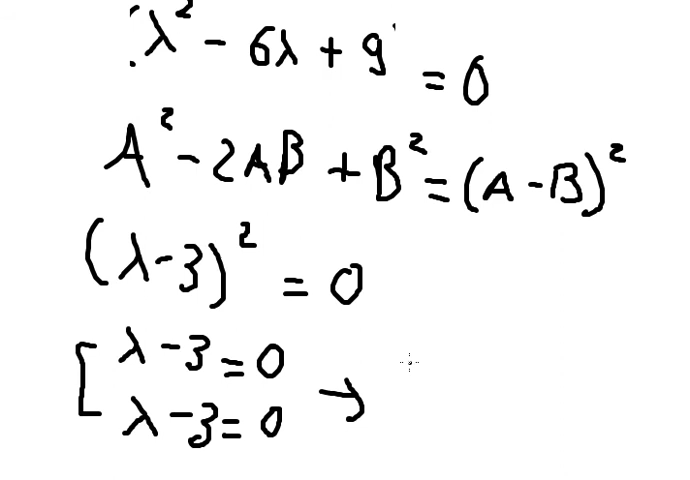 λ² - 6λ + 9 = 0
A² - 2AB + B² = (A - B)²
(λ - 3)² = 0
[ λ - 3 = 0
λ - 3 = 0 →